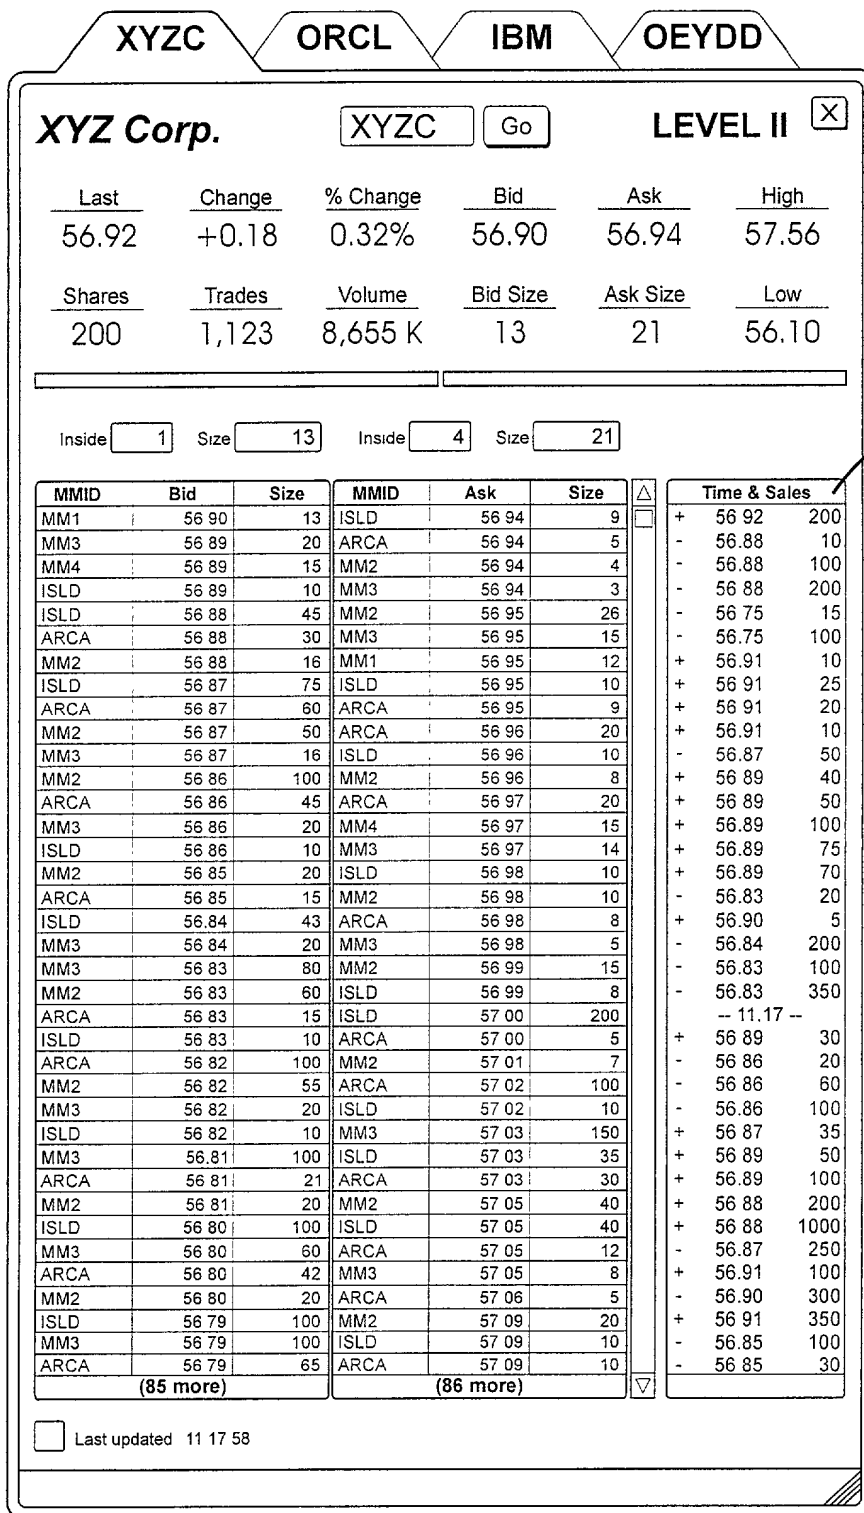 XYZC ORCL IBM OEYDD
XYZ Corp. XYZC Go LEVEL II X
Last Change % Change Bid Ask High
56.92 +0.18 0.32% 56.90 56.94 57.56
Shares Trades Volume Bid Size Ask Size Low
200 1,123 8,655 K 13 21 56.10
Inside 1 Size 13 Inside 4 Size 21
MMID Bid Size MMID Ask Size Time & Sales
MM1 56 90 13 ISLD 56 94 9 + 56 92 200
MM3 56 89 20 ARCA 56 94 5 - 56.88 10
MM4 56 89 15 MM2 56 94 4 - 56.88 100
ISLD 56 89 10 MM3 56 94 3 - 56 88 200
ISLD 56 88 45 MM2 56 95 26 - 56 75 15
ARCA 56 88 30 MM3 56 95 15 - 56.75 100
MM2 56 88 16 MM1 56 95 12 + 56.91 10
ISLD 56 87 75 ISLD 56 95 10 + 56 91 25
ARCA 56 87 60 ARCA 56 95 9 + 56 91 20
MM2 56 87 50 ARCA 56 96 20 + 56.91 10
MM3 56 87 16 ISLD 56 96 10 - 56.87 50
MM2 56 86 100 MM2 56 96 8 + 56 89 40
ARCA 56 86 45 ARCA 56 97 20 + 56 89 50
MM3 56 86 20 MM4 56 97 15 + 56.89 100
ISLD 56 86 10 MM3 56 97 14 + 56.89 75
MM2 56 85 20 ISLD 56 98 10 + 56.89 70
ARCA 56 85 15 MM2 56 98 10 - 56.83 20
ISLD 56.84 43 ARCA 56 98 8 + 56.90 5
MM3 56 84 20 MM3 56 98 5 - 56.84 200
MM3 56 83 80 MM2 56 99 15 - 56.83 100
MM2 56 83 60 ISLD 56 99 8 - 56.83 350
ARCA 56 83 15 ISLD 57 00 200 -- 11.17 --
ISLD 56 83 10 ARCA 57 00 5 + 56 89 30
ARCA 56 82 100 MM2 57 01 7 - 56 86 20
MM2 56 82 55 ARCA 57 02 100 - 56 86 60
MM3 56 82 20 ISLD 57 02 10 - 56.86 100
ISLD 56 82 10 MM3 57 03 150 + 56 87 35
MM3 56.81 100 ISLD 57 03 35 + 56 89 50
ARCA 56 81 21 ARCA 57 03 30 + 56.89 100
MM2 56 81 20 MM2 57 05 40 + 56 88 200
ISLD 56 80 100 ISLD 57 05 40 + 56 88 1000
MM3 56 80 60 ARCA 57 05 12 - 56.87 250
ARCA 56 80 42 MM3 57 05 8 + 56.91 100
MM2 56 80 20 ARCA 57 06 5 - 56.90 300
ISLD 56 79 100 MM2 57 09 20 + 56 91 350
MM3 56 79 100 ISLD 57 09 10 - 56.85 100
ARCA 56 79 65 ARCA 57 09 10 - 56 85 30
(85 more) (86 more)
Last updated 11 17 58